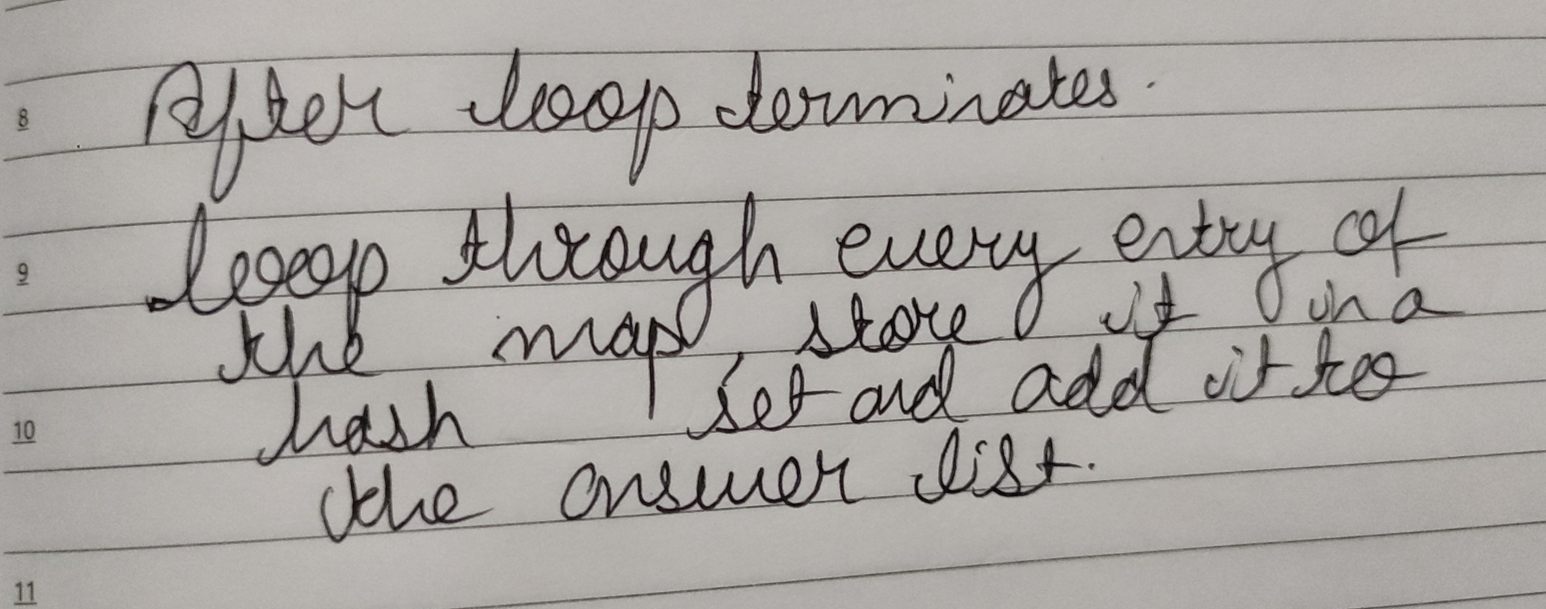 8 After loop terminates.
9 loop through every entry of
the map, store it in a
10 hash set and add it to
the answer list.
11